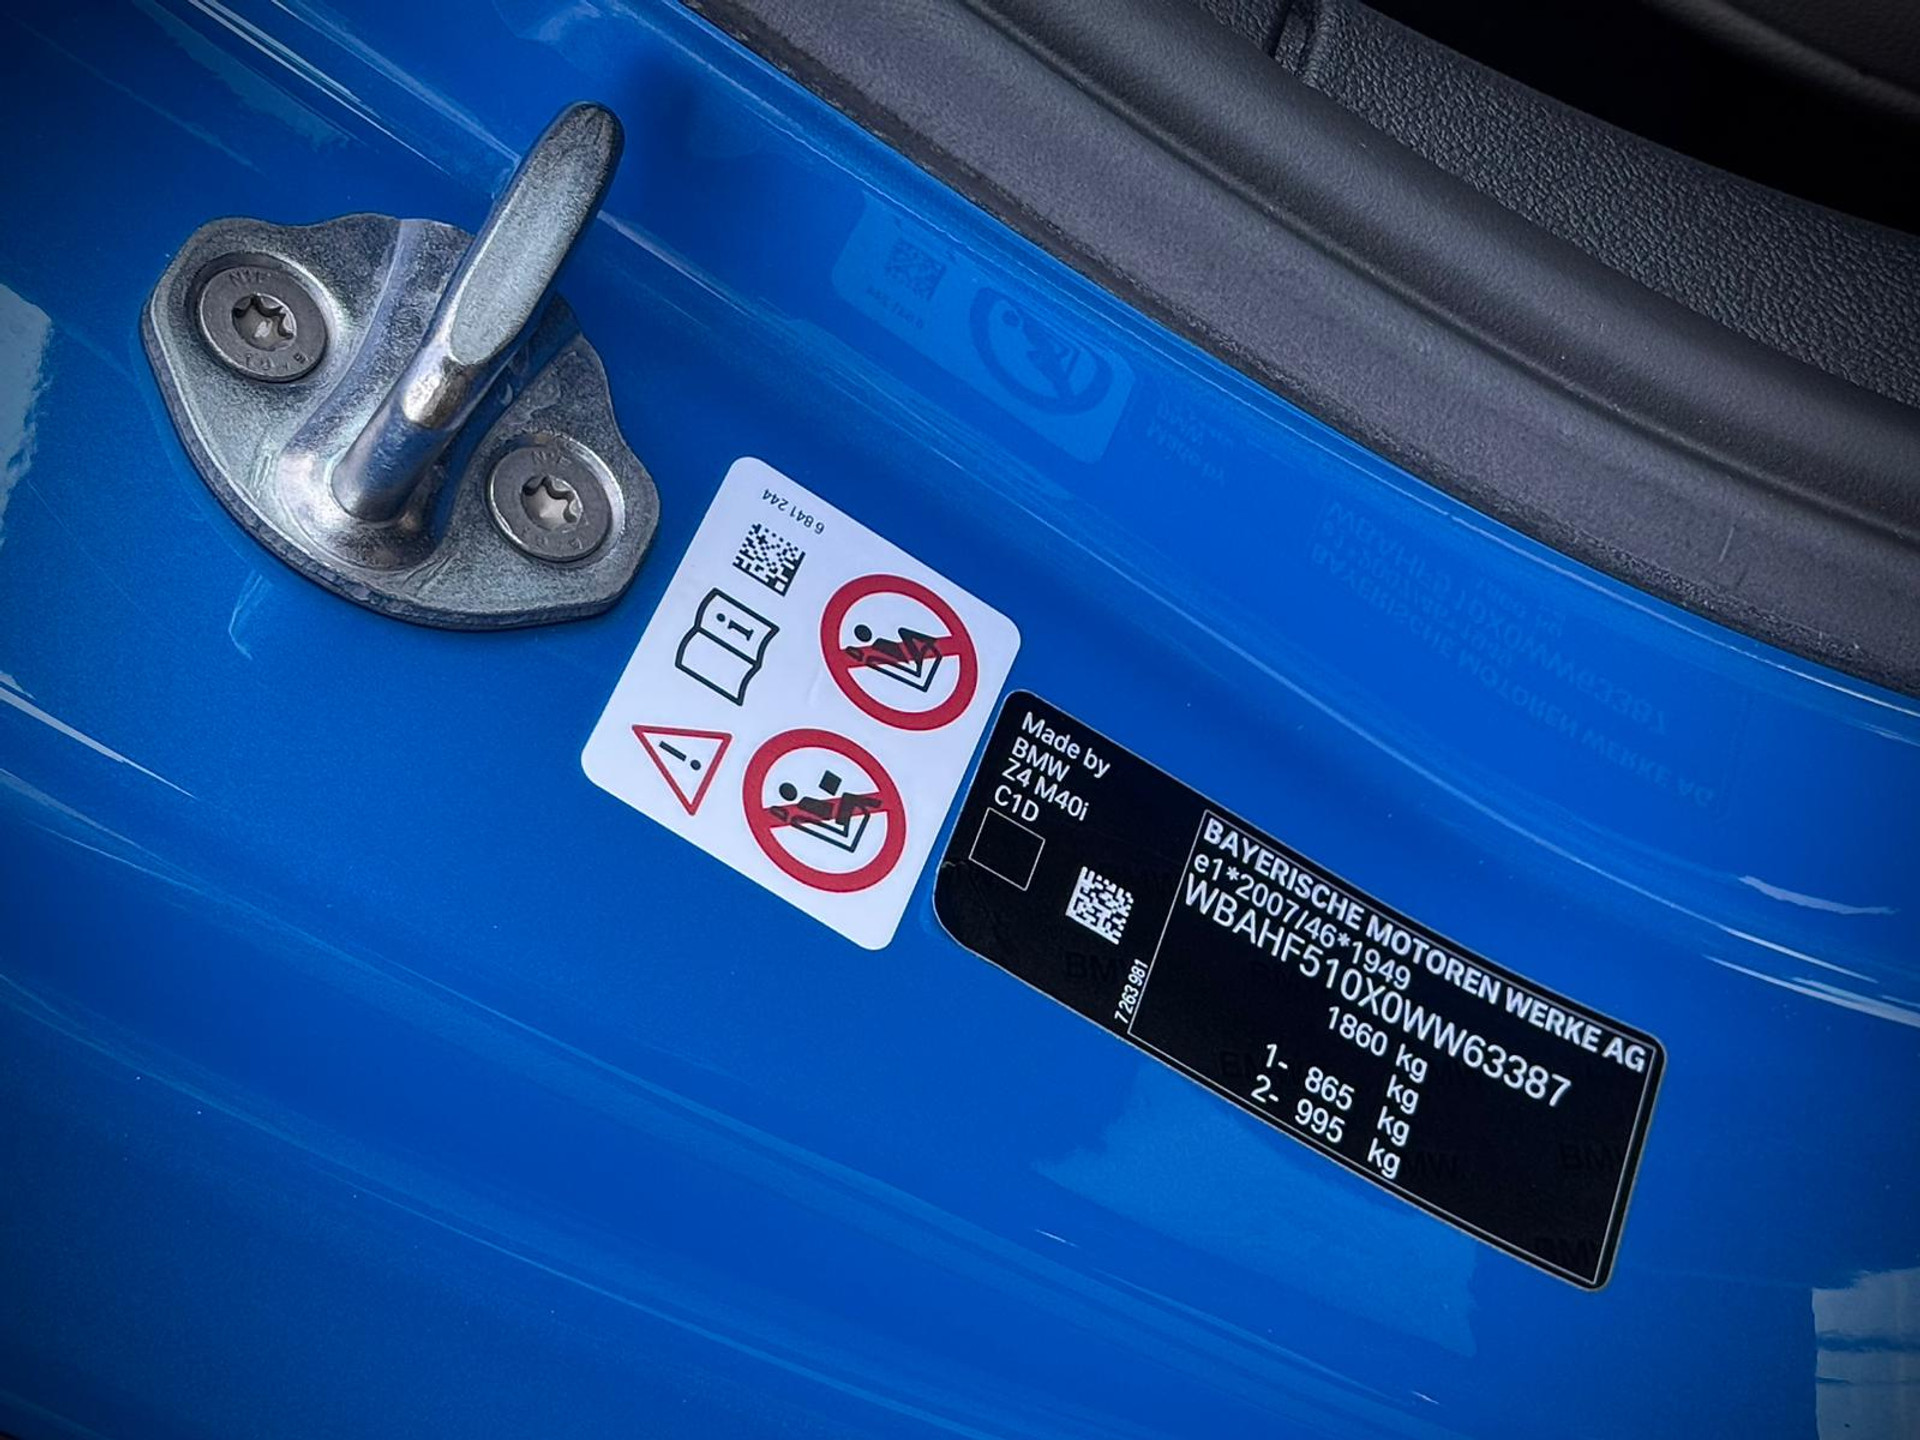 6 841 244
i
Made by
BMW
Z4 M40i
C1D
7 263 981
BAYERISCHE MOTOREN WERKE AG
e1*2007/46*1949
WBAHF510X0WW63387
1860 kg
kg
1- 865 kg
2- 995 kg